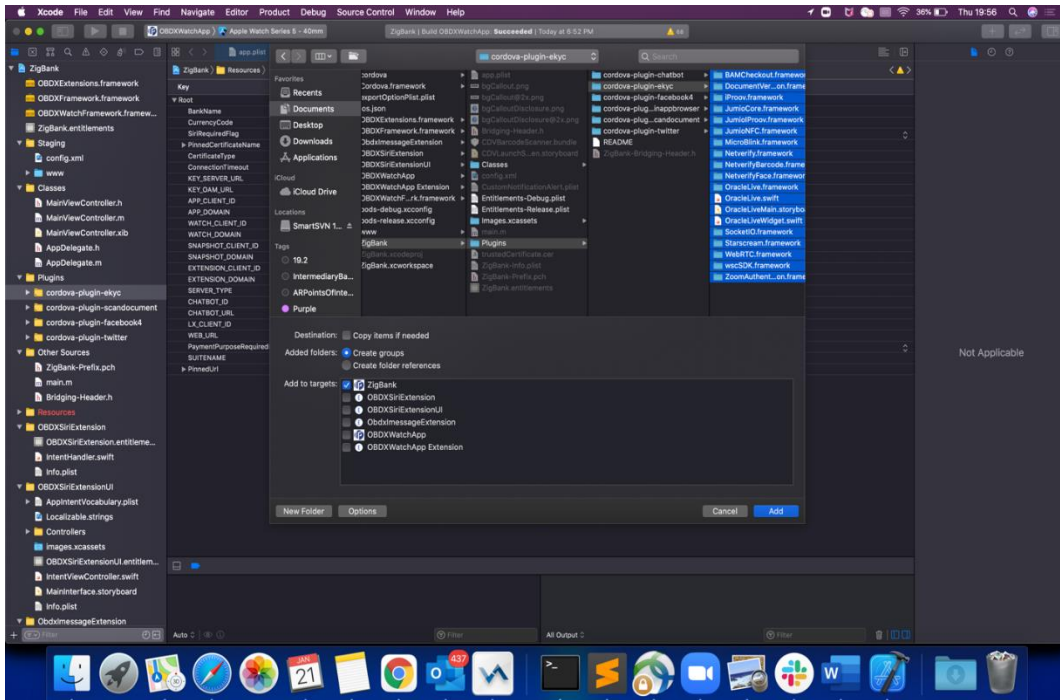 Xcode File Edit View Find Navigate Editor Product Debug Source Control Window Help
36% Thu 19:56
OBDXWatchApp Apple Watch Series 5 - 40mm
ZigBank | Build OBDXWatchApp: Succeeded | Today at 6:52 PM
app.plist
ZigBank
OBDXExtensions.framework
OBDXFramework.framework
OBDXWatchFramework.framew...
ZigBank.entitlements
Staging
config.xml
www
Classes
MainViewController.h
MainViewController.m
MainViewController.xib
AppDelegate.h
AppDelegate.m
Plugins
cordova-plugin-ekyc
cordova-plugin-scandocument
cordova-plugin-facebook4
cordova-plugin-twitter
Other Sources
ZigBank-Prefix.pch
main.m
Bridging-Header.h
Resources
OBDXSiriExtension
OBDXSiriExtension.entitleme...
IntentHandler.swift
Info.plist
OBDXSiriExtensionUI
AppIntentVocabulary.plist
Localizable.strings
Controllers
images.xcassets
OBDXSiriExtensionUI.entitlem...
IntentViewController.swift
MainInterface.storyboard
Info.plist
ObdxImessageExtension
Filter
ZigBank
Resources
Key
Root
BankName
CurrencyCode
SiriRequiredFlag
PinnedCertificateName
CertificateType
ConnectionTimeout
KEY_SERVER_URL
KEY_OAM_URL
APP_CLIENT_ID
APP_DOMAIN
WATCH_CLIENT_ID
WATCH_DOMAIN
SNAPSHOT_CLIENT_ID
SNAPSHOT_DOMAIN
EXTENSION_CLIENT_ID
EXTENSION_DOMAIN
SERVER_TYPE
CHATBOT_ID
CHATBOT_URL
LX_CLIENT_ID
WEB_URL
PaymentPurposeRequired
SUITENAME
PinnedUrl
cordova-plugin-ekyc
Search
Favorites
Recents
Documents
Desktop
Downloads
Applications
iCloud
iCloud Drive
Locations
SmartSVN 1...
Tags
19.2
IntermediaryBa...
ARPointsOfInte...
Purple
cordova
Cordova.framework
exportOptionPlist.plist
os.json
OBDXExtensions.framework
OBDXFramework.framework
ObdxImessageExtension
OBDXSiriExtension
OBDXSiriExtensionUI
OBDXWatchApp
OBDXWatchApp Extension
OBDXWatchF...rk.framework
pods-debug.xcconfig
pods-release.xcconfig
www
ZigBank
ZigBank.xcodeproj
ZigBank.xcworkspace
app.plist
bgCallout.png
bgCallout@2x.png
bgCalloutDisclosure.png
bgCalloutDisclosure@2x.png
Bridging-Header.h
CDVBarcodeScanner.bundle
CDVLaunchS...en.storyboard
Classes
config.xml
CustomNotificationAlert.plist
Entitlements-Debug.plist
Entitlements-Release.plist
Images.xcassets
main.m
Plugins
trustedCertificate.cer
ZigBank-Info.plist
ZigBank-Prefix.pch
ZigBank.entitlements
cordova-plugin-chatbot
cordova-plugin-ekyc
cordova-plugin-facebook4
cordova-plug...inappbrowser
cordova-plug...candocument
cordova-plugin-twitter
README
ZigBank-Bridging-Header.h
BAMCheckout.framewor
DocumentVer...on.frame
iProov.framework
JumioCore.framework
JumioIProov.framework
JumioNFC.framework
MicroBlink.framework
Netverify.framework
NetverifyBarcode.frame
NetverifyFace.framewor
OracleLive.framework
OracleLive.swift
OracleLiveMain.storybo
OracleLiveWidget.swift
SocketIO.framework
Starscream.framework
WebRTC.framework
wscSDK.framework
ZoomAuthent...on.fram
Destination: Copy items if needed
Added folders: Create groups
Create folder references
Add to targets: ZigBank
OBDXSiriExtension
OBDXSiriExtensionUI
ObdxImessageExtension
OBDXWatchApp
OBDXWatchApp Extension
New Folder Options Cancel Add
Not Applicable
Auto Filter All Output Filter
JAN
21
437